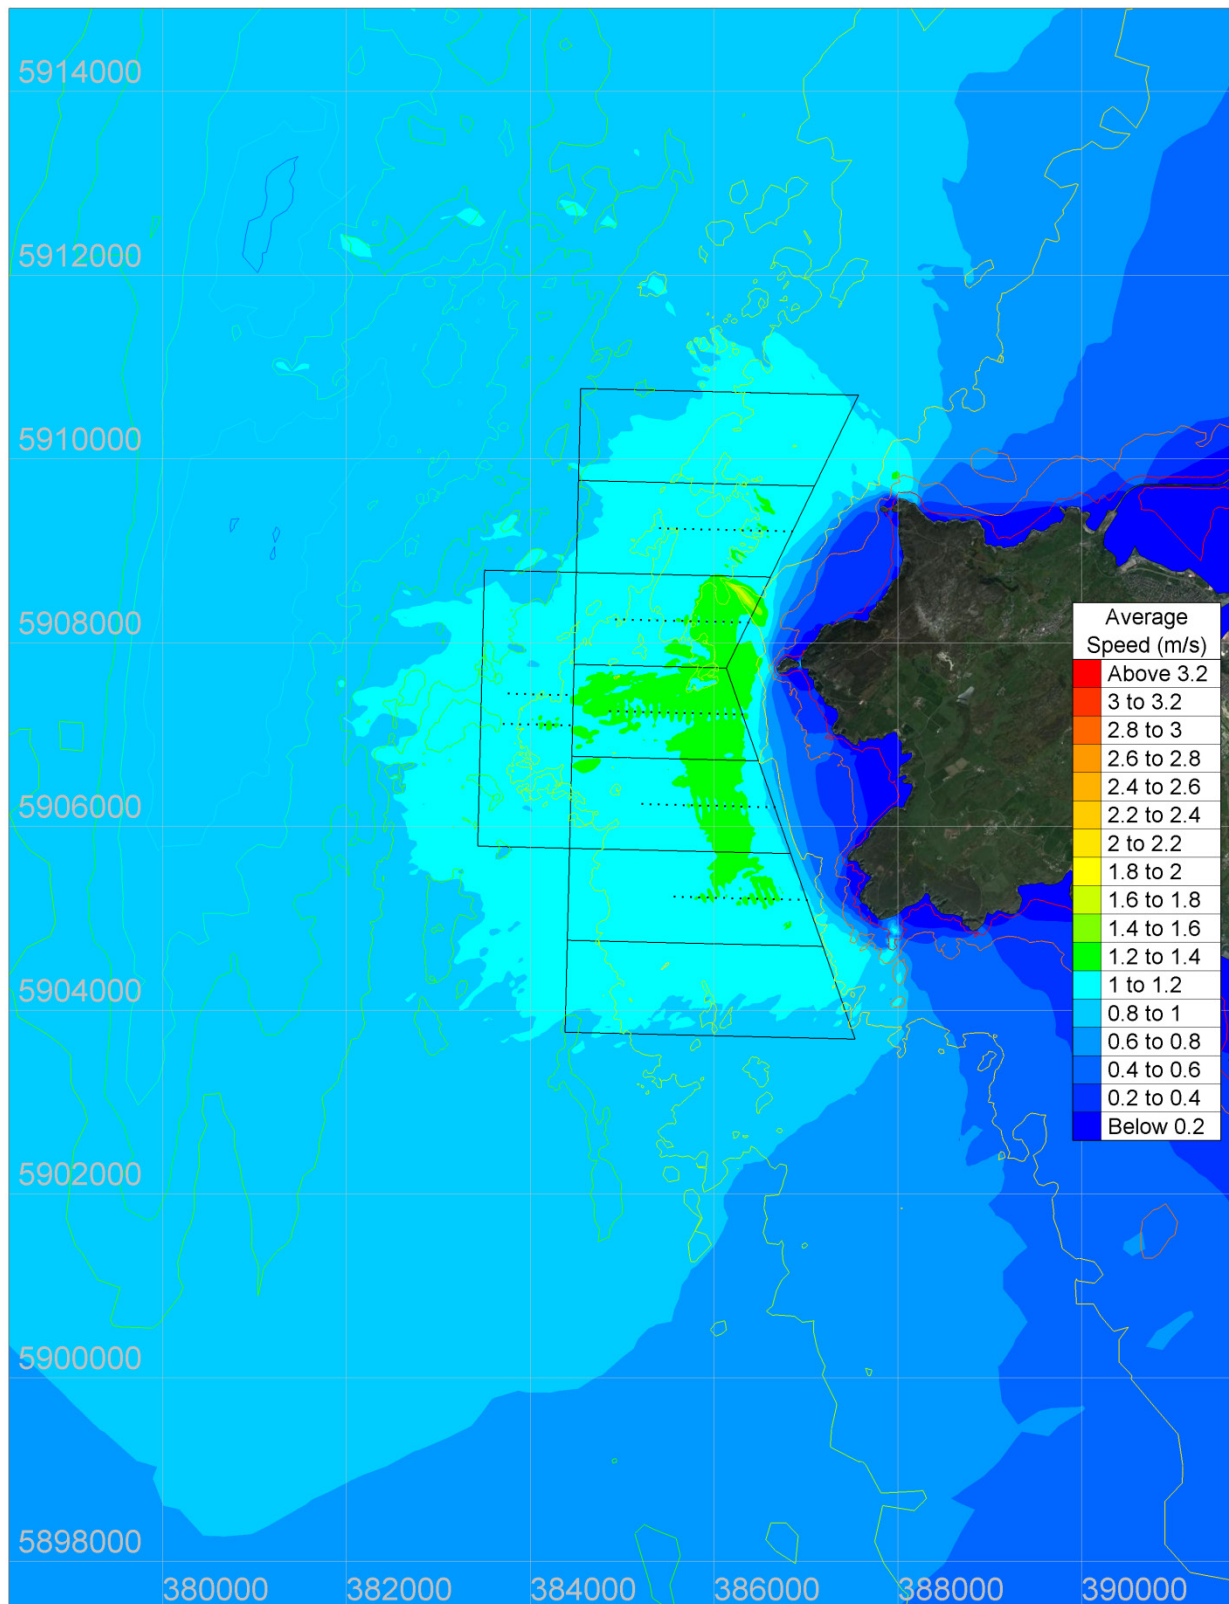 5914000
5912000
5910000
5908000
5906000
5904000
5902000
5900000
5898000
380000
382000
384000
386000
388000
390000
Average
Speed (m/s)
Above 3.2
3 to 3.2
2.8 to 3
2.6 to 2.8
2.4 to 2.6
2.2 to 2.4
2 to 2.2
1.8 to 2
1.6 to 1.8
1.4 to 1.6
1.2 to 1.4
1 to 1.2
0.8 to 1
0.6 to 0.8
0.4 to 0.6
0.2 to 0.4
Below 0.2